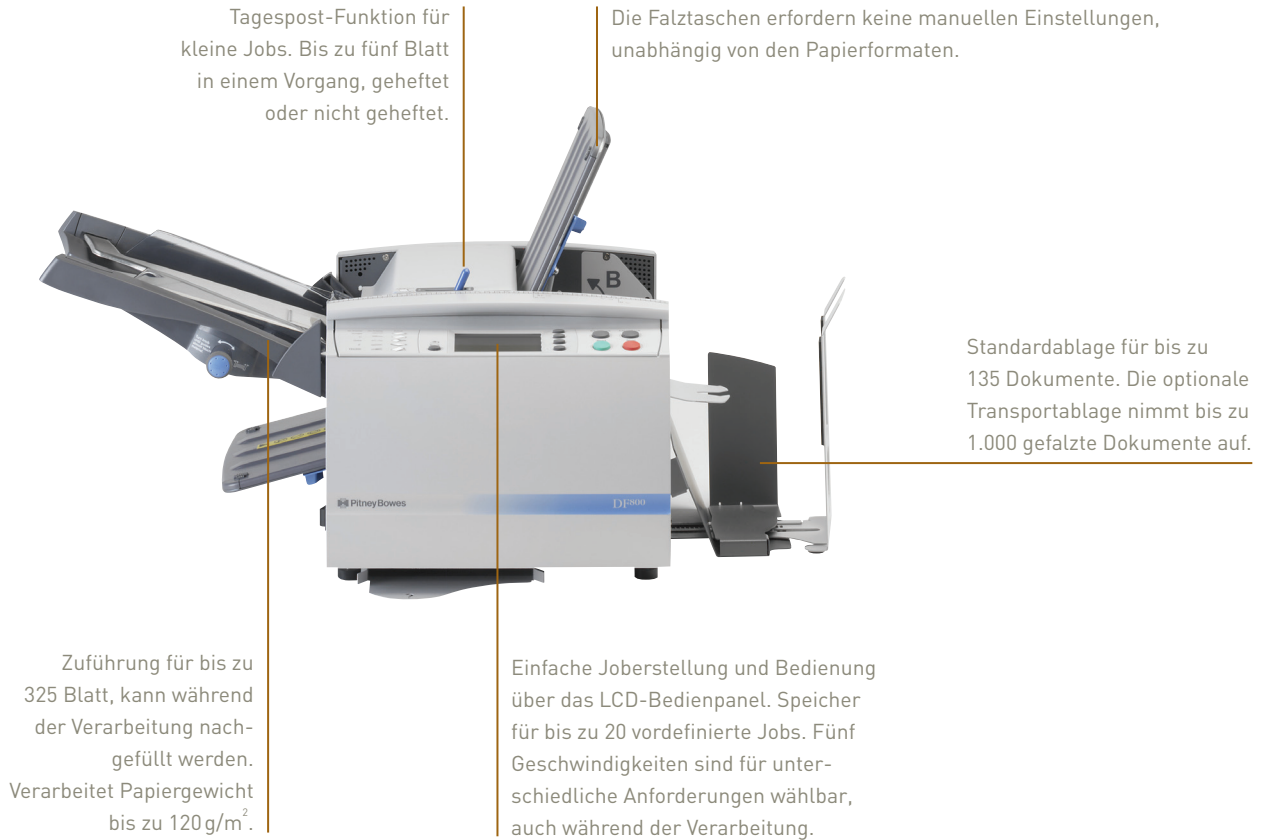 Tagespost-Funktion für
kleine Jobs. Bis zu fünf Blatt
in einem Vorgang, geheftet
oder nicht geheftet.
Die Falztaschen erfordern keine manuellen Einstellungen,
unabhängig von den Papierformaten.
B
Standardablage für bis zu
135 Dokumente. Die optionale
Transportablage nimmt bis zu
1.000 gefalzte Dokumente auf.
PitneyBowes
DF800
Zuführung für bis zu
325 Blatt, kann während
der Verarbeitung nach-
gefüllt werden.
Verarbeitet Papiergewicht
bis zu 120 g/m².
Einfache Joberstellung und Bedienung
über das LCD-Bedienpanel. Speicher
für bis zu 20 vordefinierte Jobs. Fünf
Geschwindigkeiten sind für unter-
schiedliche Anforderungen wählbar,
auch während der Verarbeitung.